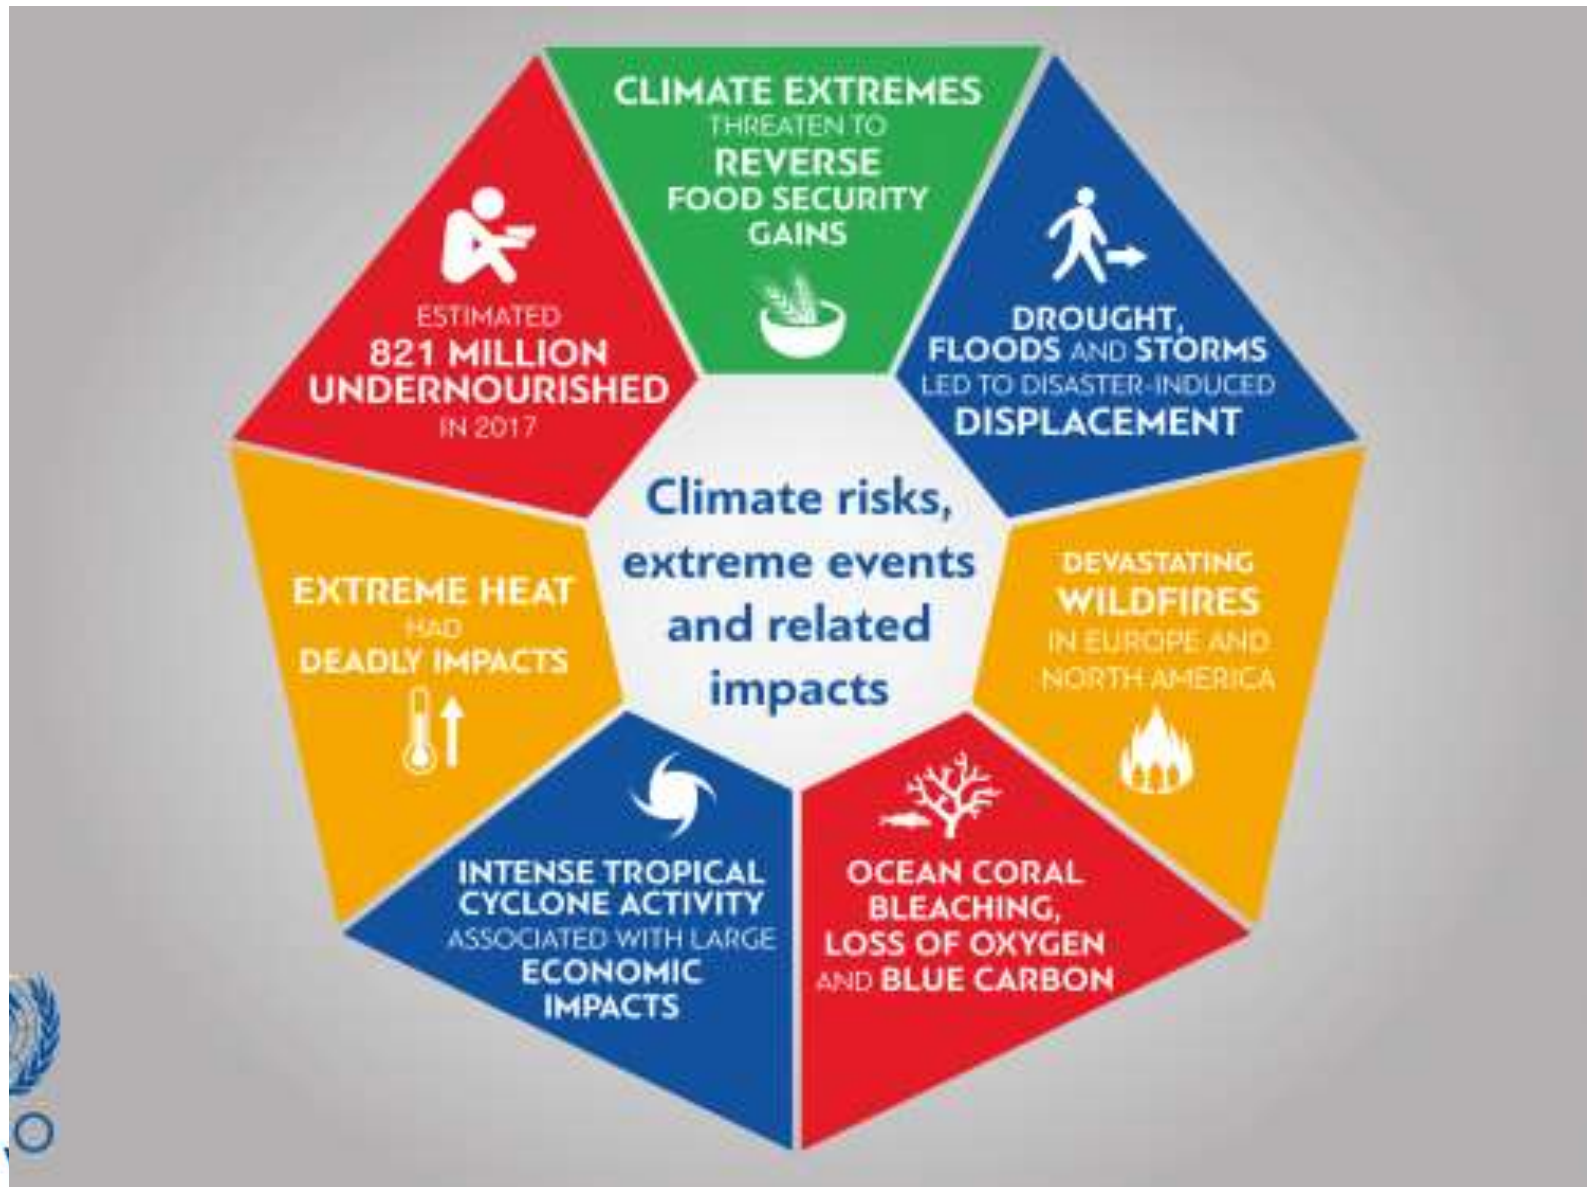 CLIMATE EXTREMES
THREATEN TO
REVERSE
FOOD SECURITY
GAINS
DROUGHT,
FLOODS AND STORMS
LED TO DISASTER-INDUCED
DISPLACEMENT
DEVASTATING
WILDFIRES
IN EUROPE AND
NORTH AMERICA
OCEAN CORAL
BLEACHING,
LOSS OF OXYGEN
AND BLUE CARBON
INTENSE TROPICAL
CYCLONE ACTIVITY
ASSOCIATED WITH LARGE
ECONOMIC
IMPACTS
EXTREME HEAT
HAD
DEADLY IMPACTS
ESTIMATED
821 MILLION
UNDERNOURISHED
IN 2017
Climate risks,
extreme events
and related
impacts